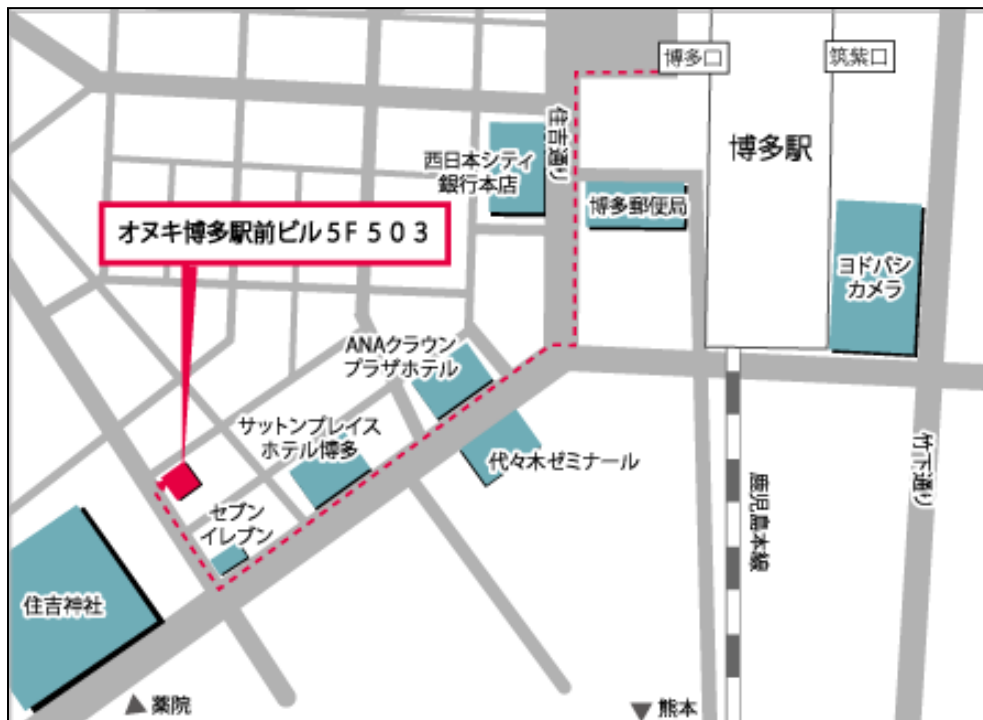 博多口
筑紫口
住吉通り
博多駅
西日本シティ
銀行本店
博多郵便局
オヌキ博多駅前ビル5F 503
ヨドバシ
カメラ
ANAクラウン
プラザホテル
サットンプレイス
ホテル博多
代々木ゼミナール
竹下通り
鹿児島本線
セブン
イレブン
住吉神社
▲薬院
▼熊本